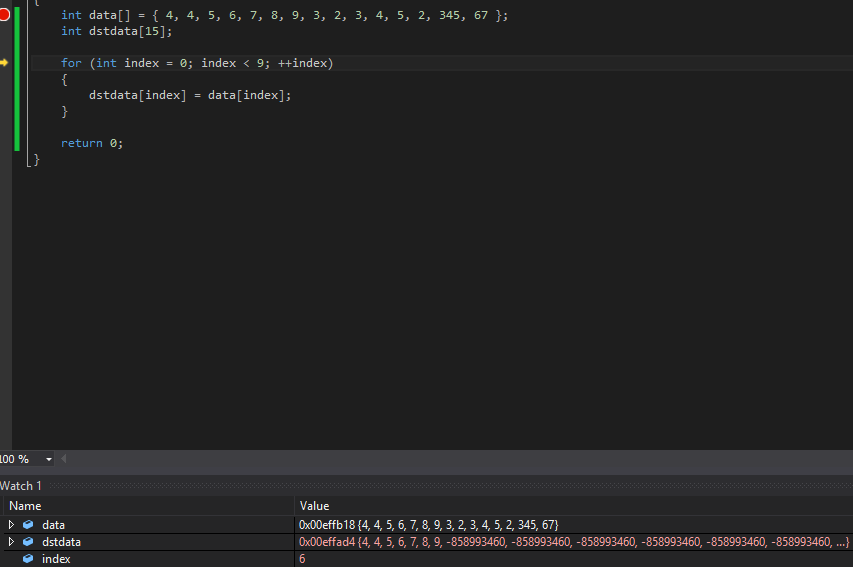 {
int data[] = { 4, 4, 5, 6, 7, 8, 9, 3, 2, 3, 4, 5, 2, 345, 67 };
int dstdata[15];
for (int index = 0; index < 9; ++index)
{
dstdata[index] = data[index];
}
return 0;
}
100 %
Watch 1
Name Value
data 0x00effb18 {4, 4, 5, 6, 7, 8, 9, 3, 2, 3, 4, 5, 2, 345, 67}
dstdata 0x00effad4 {4, 4, 5, 6, 7, 8, 9, -858993460, -858993460, -858993460, -858993460, -858993460, -858993460, ...}
index 6